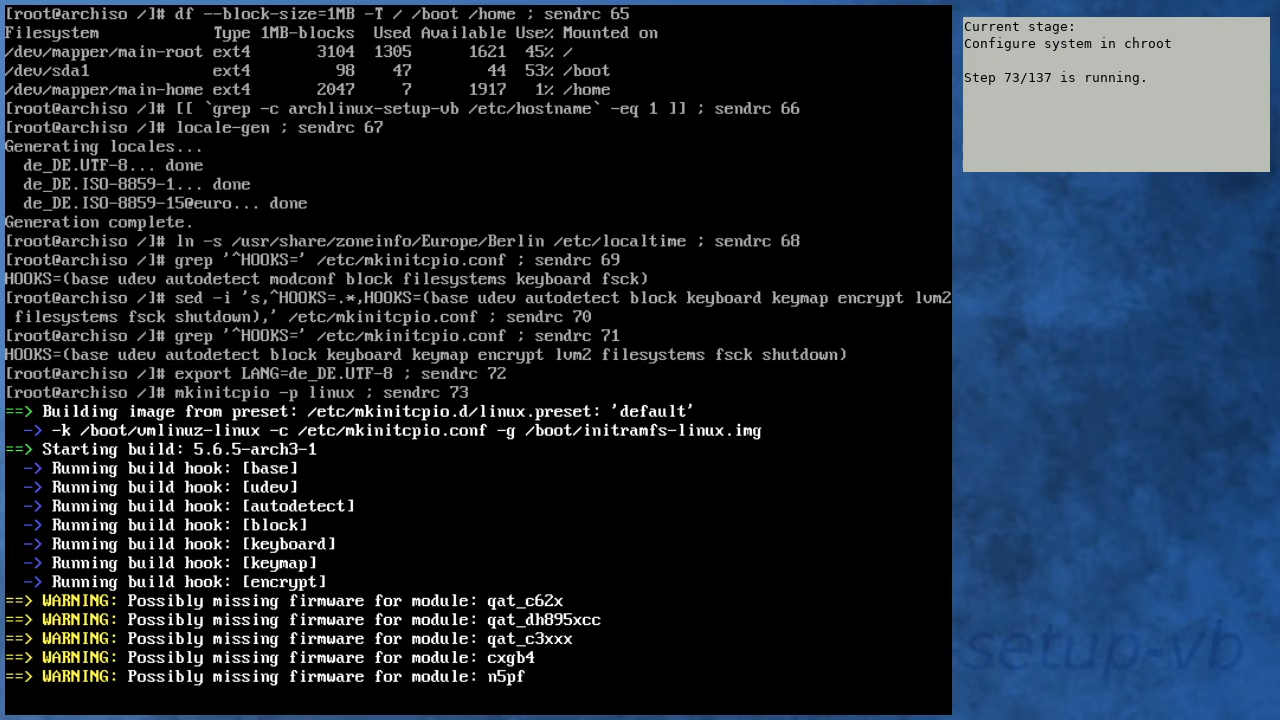 [root@archiso /]# df --block-size=1MB -T / /boot /home ; sendrc 65
Filesystem            Type 1MB-blocks  Used Available Use% Mounted on
/dev/mapper/main-root ext4       3104  1305      1621  45% /
/dev/sda1             ext4         98    47        44  53% /boot
/dev/mapper/main-home ext4       2047     7      1917   1% /home
[root@archiso /]# [[ `grep -c archlinux-setup-vb /etc/hostname` -eq 1 ]] ; sendrc 66
[root@archiso /]# locale-gen ; sendrc 67
Generating locales...
  de_DE.UTF-8... done
  de_DE.ISO-8859-1... done
  de_DE.ISO-8859-15@euro... done
Generation complete.
[root@archiso /]# ln -s /usr/share/zoneinfo/Europe/Berlin /etc/localtime ; sendrc 68
[root@archiso /]# grep '^HOOKS=' /etc/mkinitcpio.conf ; sendrc 69
HOOKS=(base udev autodetect modconf block filesystems keyboard fsck)
[root@archiso /]# sed -i 's,^HOOKS=.*,HOOKS=(base udev autodetect block keyboard keymap encrypt lvm2
 filesystems fsck shutdown),' /etc/mkinitcpio.conf ; sendrc 70
[root@archiso /]# grep '^HOOKS=' /etc/mkinitcpio.conf ; sendrc 71
HOOKS=(base udev autodetect block keyboard keymap encrypt lvm2 filesystems fsck shutdown)
[root@archiso /]# export LANG=de_DE.UTF-8 ; sendrc 72
[root@archiso /]# mkinitcpio -p linux ; sendrc 73
==> Building image from preset: /etc/mkinitcpio.d/linux.preset: 'default'
  -> -k /boot/vmlinuz-linux -c /etc/mkinitcpio.conf -g /boot/initramfs-linux.img
==> Starting build: 5.6.5-arch3-1
  -> Running build hook: [base]
  -> Running build hook: [udev]
  -> Running build hook: [autodetect]
  -> Running build hook: [block]
  -> Running build hook: [keyboard]
  -> Running build hook: [keymap]
  -> Running build hook: [encrypt]
==> WARNING: Possibly missing firmware for module: qat_c62x
==> WARNING: Possibly missing firmware for module: qat_dh895xcc
==> WARNING: Possibly missing firmware for module: qat_c3xxx
==> WARNING: Possibly missing firmware for module: cxgb4
==> WARNING: Possibly missing firmware for module: n5pf
Current stage:
Configure system in chroot
Step 73/137 is running.
setup-vb